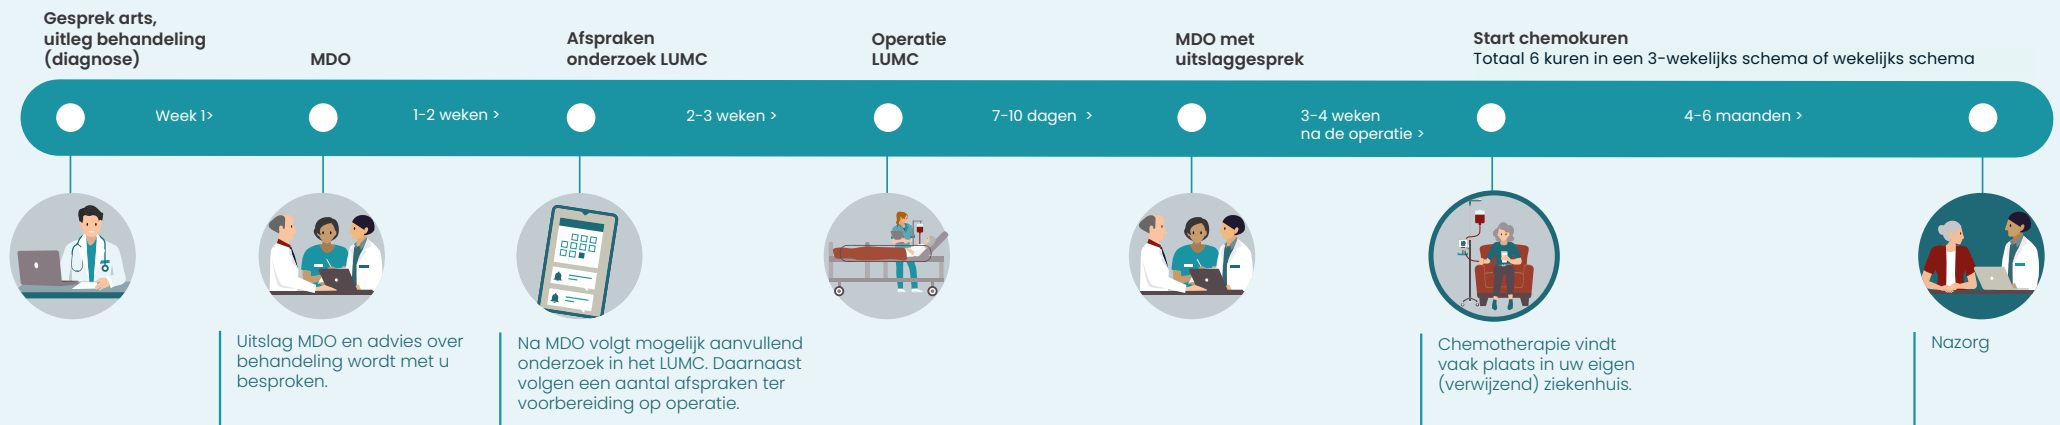 Gesprek arts,
uitleg behandeling
(diagnose)
MDO
Afspraken
onderzoek LUMC
Operatie
LUMC
MDO met
uitslaggesprek
Start chemokuren
Totaal 6 kuren in een 3-wekelijks schema of wekelijks schema
Week 1>
1-2 weken >
2-3 weken >
7-10 dagen >
3-4 weken
na de operatie >
4-6 maanden >
Uitslag MDO en advies over
behandeling wordt met u
besproken.
Na MDO volgt mogelijk aanvullend
onderzoek in het LUMC. Daarnaast
volgen een aantal afspraken ter
voorbereiding op operatie.
Chemotherapie vindt
vaak plaats in uw eigen
(verwijzend) ziekenhuis.
Nazorg